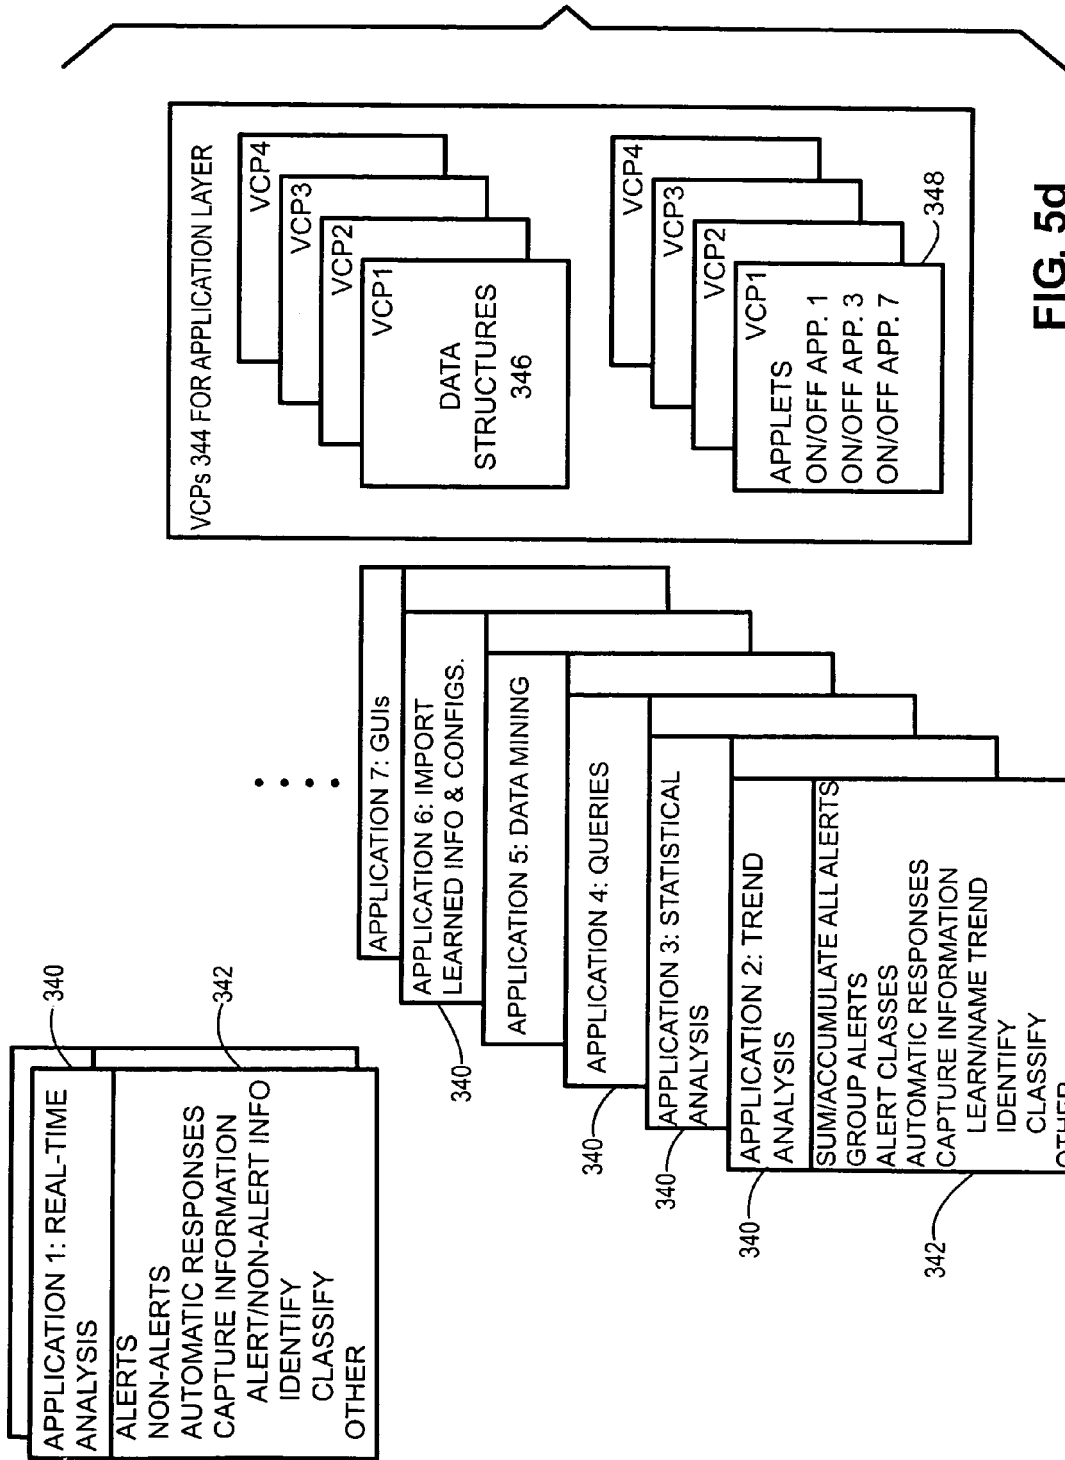 APPLICATION 1: REAL-TIME
ANALYSIS
340
ALERTS
NON-ALERTS
AUTOMATIC RESPONSES
CAPTURE INFORMATION
ALERT/NON-ALERT INFO
IDENTIFY
CLASSIFY
OTHER
342
APPLICATION 7: GUIs
APPLICATION 6: IMPORT
LEARNED INFO & CONFIGS.
340
APPLICATION 5: DATA MINING
APPLICATION 4: QUERIES
340
APPLICATION 3: STATISTICAL
ANALYSIS
340
APPLICATION 2: TREND
ANALYSIS
340
SUM/ACCUMULATE ALL ALERTS
GROUP ALERTS
ALERT CLASSES
AUTOMATIC RESPONSES
CAPTURE INFORMATION
LEARN/NAME TREND
IDENTIFY
CLASSIFY
OTHER
342
VCPs 344 FOR APPLICATION LAYER
VCP4
VCP3
VCP2
VCP1
DATA
STRUCTURES
346
VCP4
VCP3
VCP2
VCP1
APPLETS
ON/OFF APP. 1
ON/OFF APP. 3
ON/OFF APP. 7
348
FIG. 5d